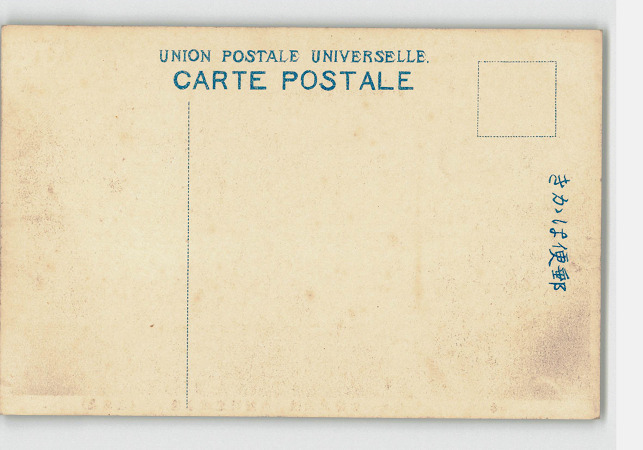 UNION POSTALE UNIVERSELLE.
CARTE POSTALE
郵便はかき